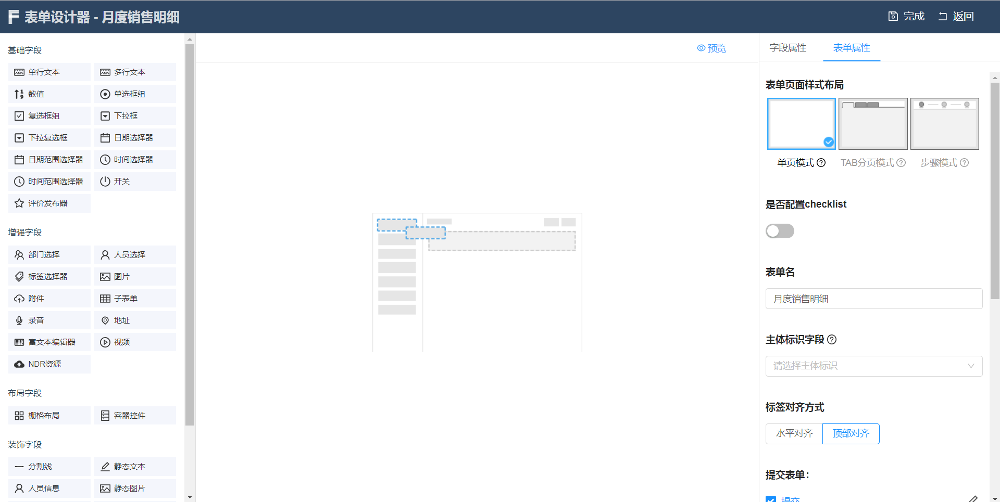 表单设计器 - 月度销售明细
完成
返回
基础字段
单行文本
多行文本
数值
单选框组
复选框组
下拉框
下拉复选框
日期选择器
日期范围选择器
时间选择器
时间范围选择器
开关
评价发布器
增强字段
部门选择
人员选择
标签选择器
图片
附件
子表单
录音
地址
富文本编辑器
视频
NDR资源
布局字段
栅格布局
容器控件
装饰字段
分割线
静态文本
人员信息
静态图片
预览
字段属性
表单属性
表单页面样式布局
单页模式
TAB分页模式
步骤模式
是否配置checklist
表单名
月度销售明细
主体标识字段
请选择主体标识
标签对齐方式
水平对齐
顶部对齐
提交表单：
提交